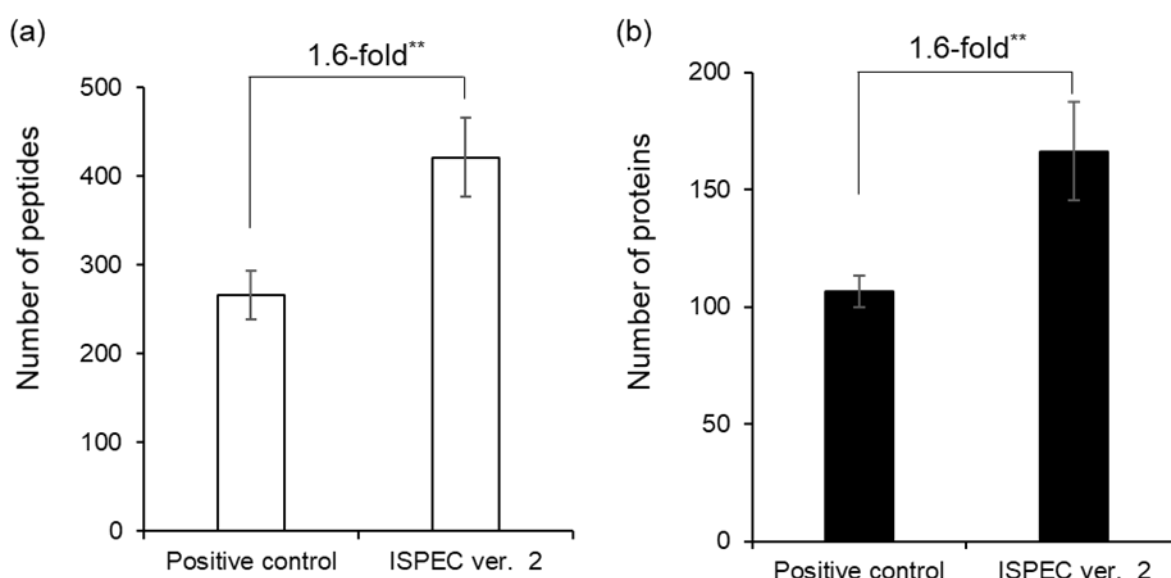 (a)
1.6-fold**
Number of peptides
500
400
300
200
100
0
Positive control
ISPEC ver. 2
(b)
1.6-fold**
Number of proteins
200
150
100
50
0
Positive control
ISPEC ver. 2